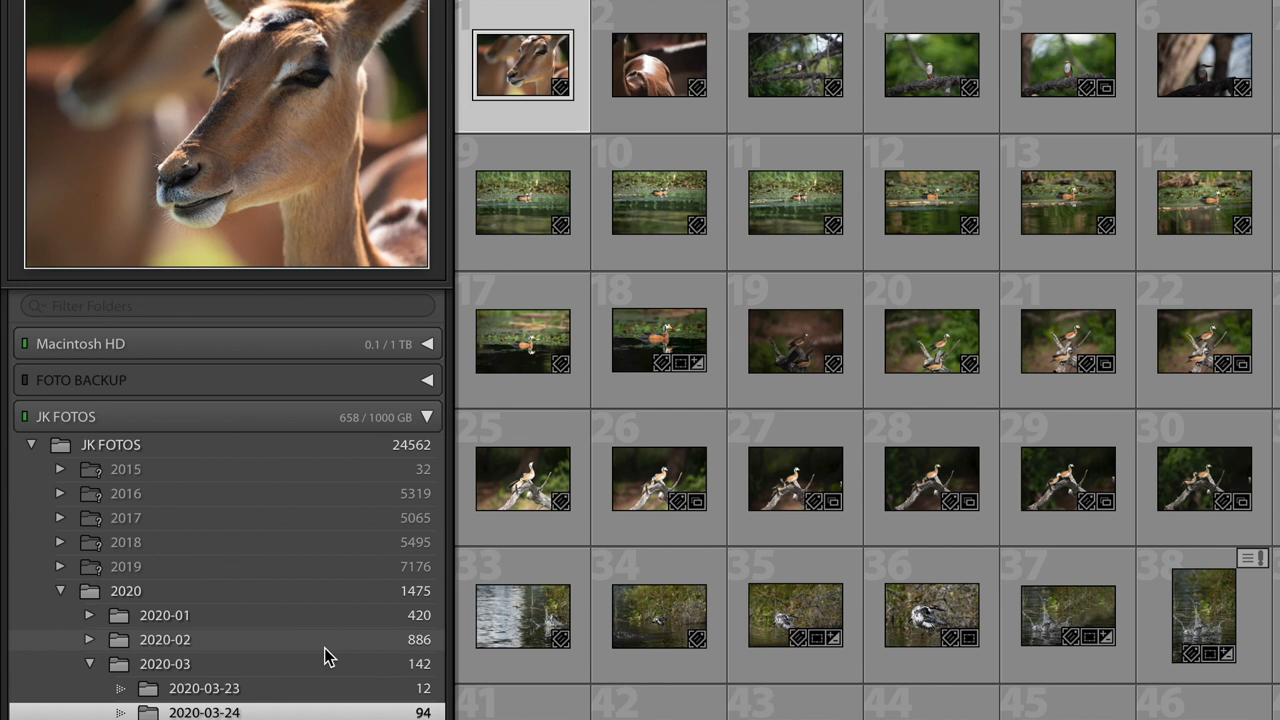 Filter Folders
Macintosh HD 0.1 / 1 TB
FOTO BACKUP
JK FOTOS 658 / 1000 GB
JK FOTOS 24562
2015 32
2016 5319
2017 5065
2018 5495
2019 7176
2020 1475
2020-01 420
2020-02 886
2020-03 142
2020-03-23 12
2020-03-24 94
1 2 3 4 5 6
9 10 11 12 13 14
17 18 19 20 21 22
25 26 27 28 29 30
33 34 35 36 37 38
41 42 43 44 45 46